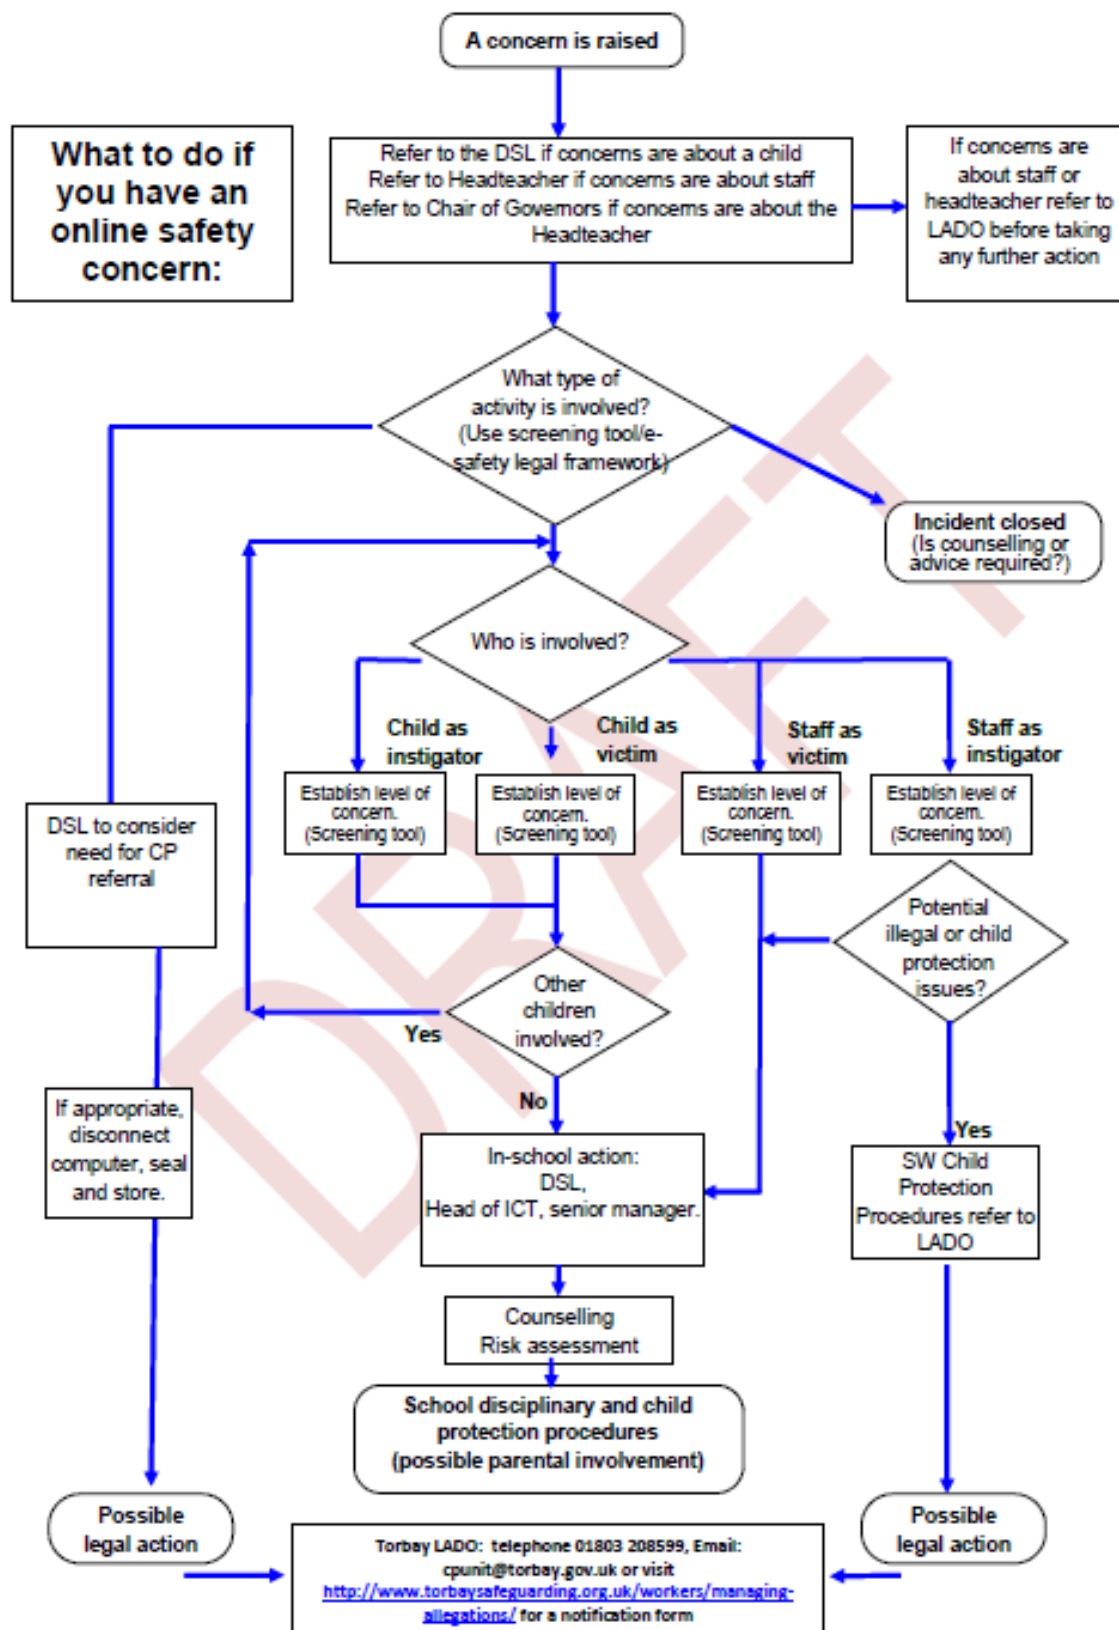 A concern is raised
What to do if
you have an
online safety
concern:
Refer to the DSL if concerns are about a child
Refer to Headteacher if concerns are about staff
Refer to Chair of Governors if concerns are about the
Headteacher
If concerns are
about staff or
headteacher refer to
LADO before taking
any further action
What type of
activity is involved?
(Use screening tool/e-
safety legal framework)
Incident closed
(Is counselling or
advice required?)
Who is involved?
Child as
instigator
Child as
victim
Staff as
victim
Staff as
instigator
Establish level of
concern.
(Screening tool)
Establish level of
concern.
(Screening tool)
Establish level of
concern.
(Screening tool)
Establish level of
concern.
(Screening tool)
DSL to consider
need for CP
referral
Potential
illegal or child
protection
issues?
Other
children
involved?
Yes
No
If appropriate,
disconnect
computer, seal
and store.
In-school action:
DSL,
Head of ICT, senior manager.
Yes
SW Child
Protection
Procedures refer to
LADO
Counselling
Risk assessment
School disciplinary and child
protection procedures
(possible parental involvement)
Possible
legal action
Possible
legal action
Torbay LADO: telephone 01803 208599, Email:
cpunit@torbay.gov.uk or visit
http://www.torbaysafeguarding.org.uk/workers/managing-
allegations/ for a notification form
DRAFT